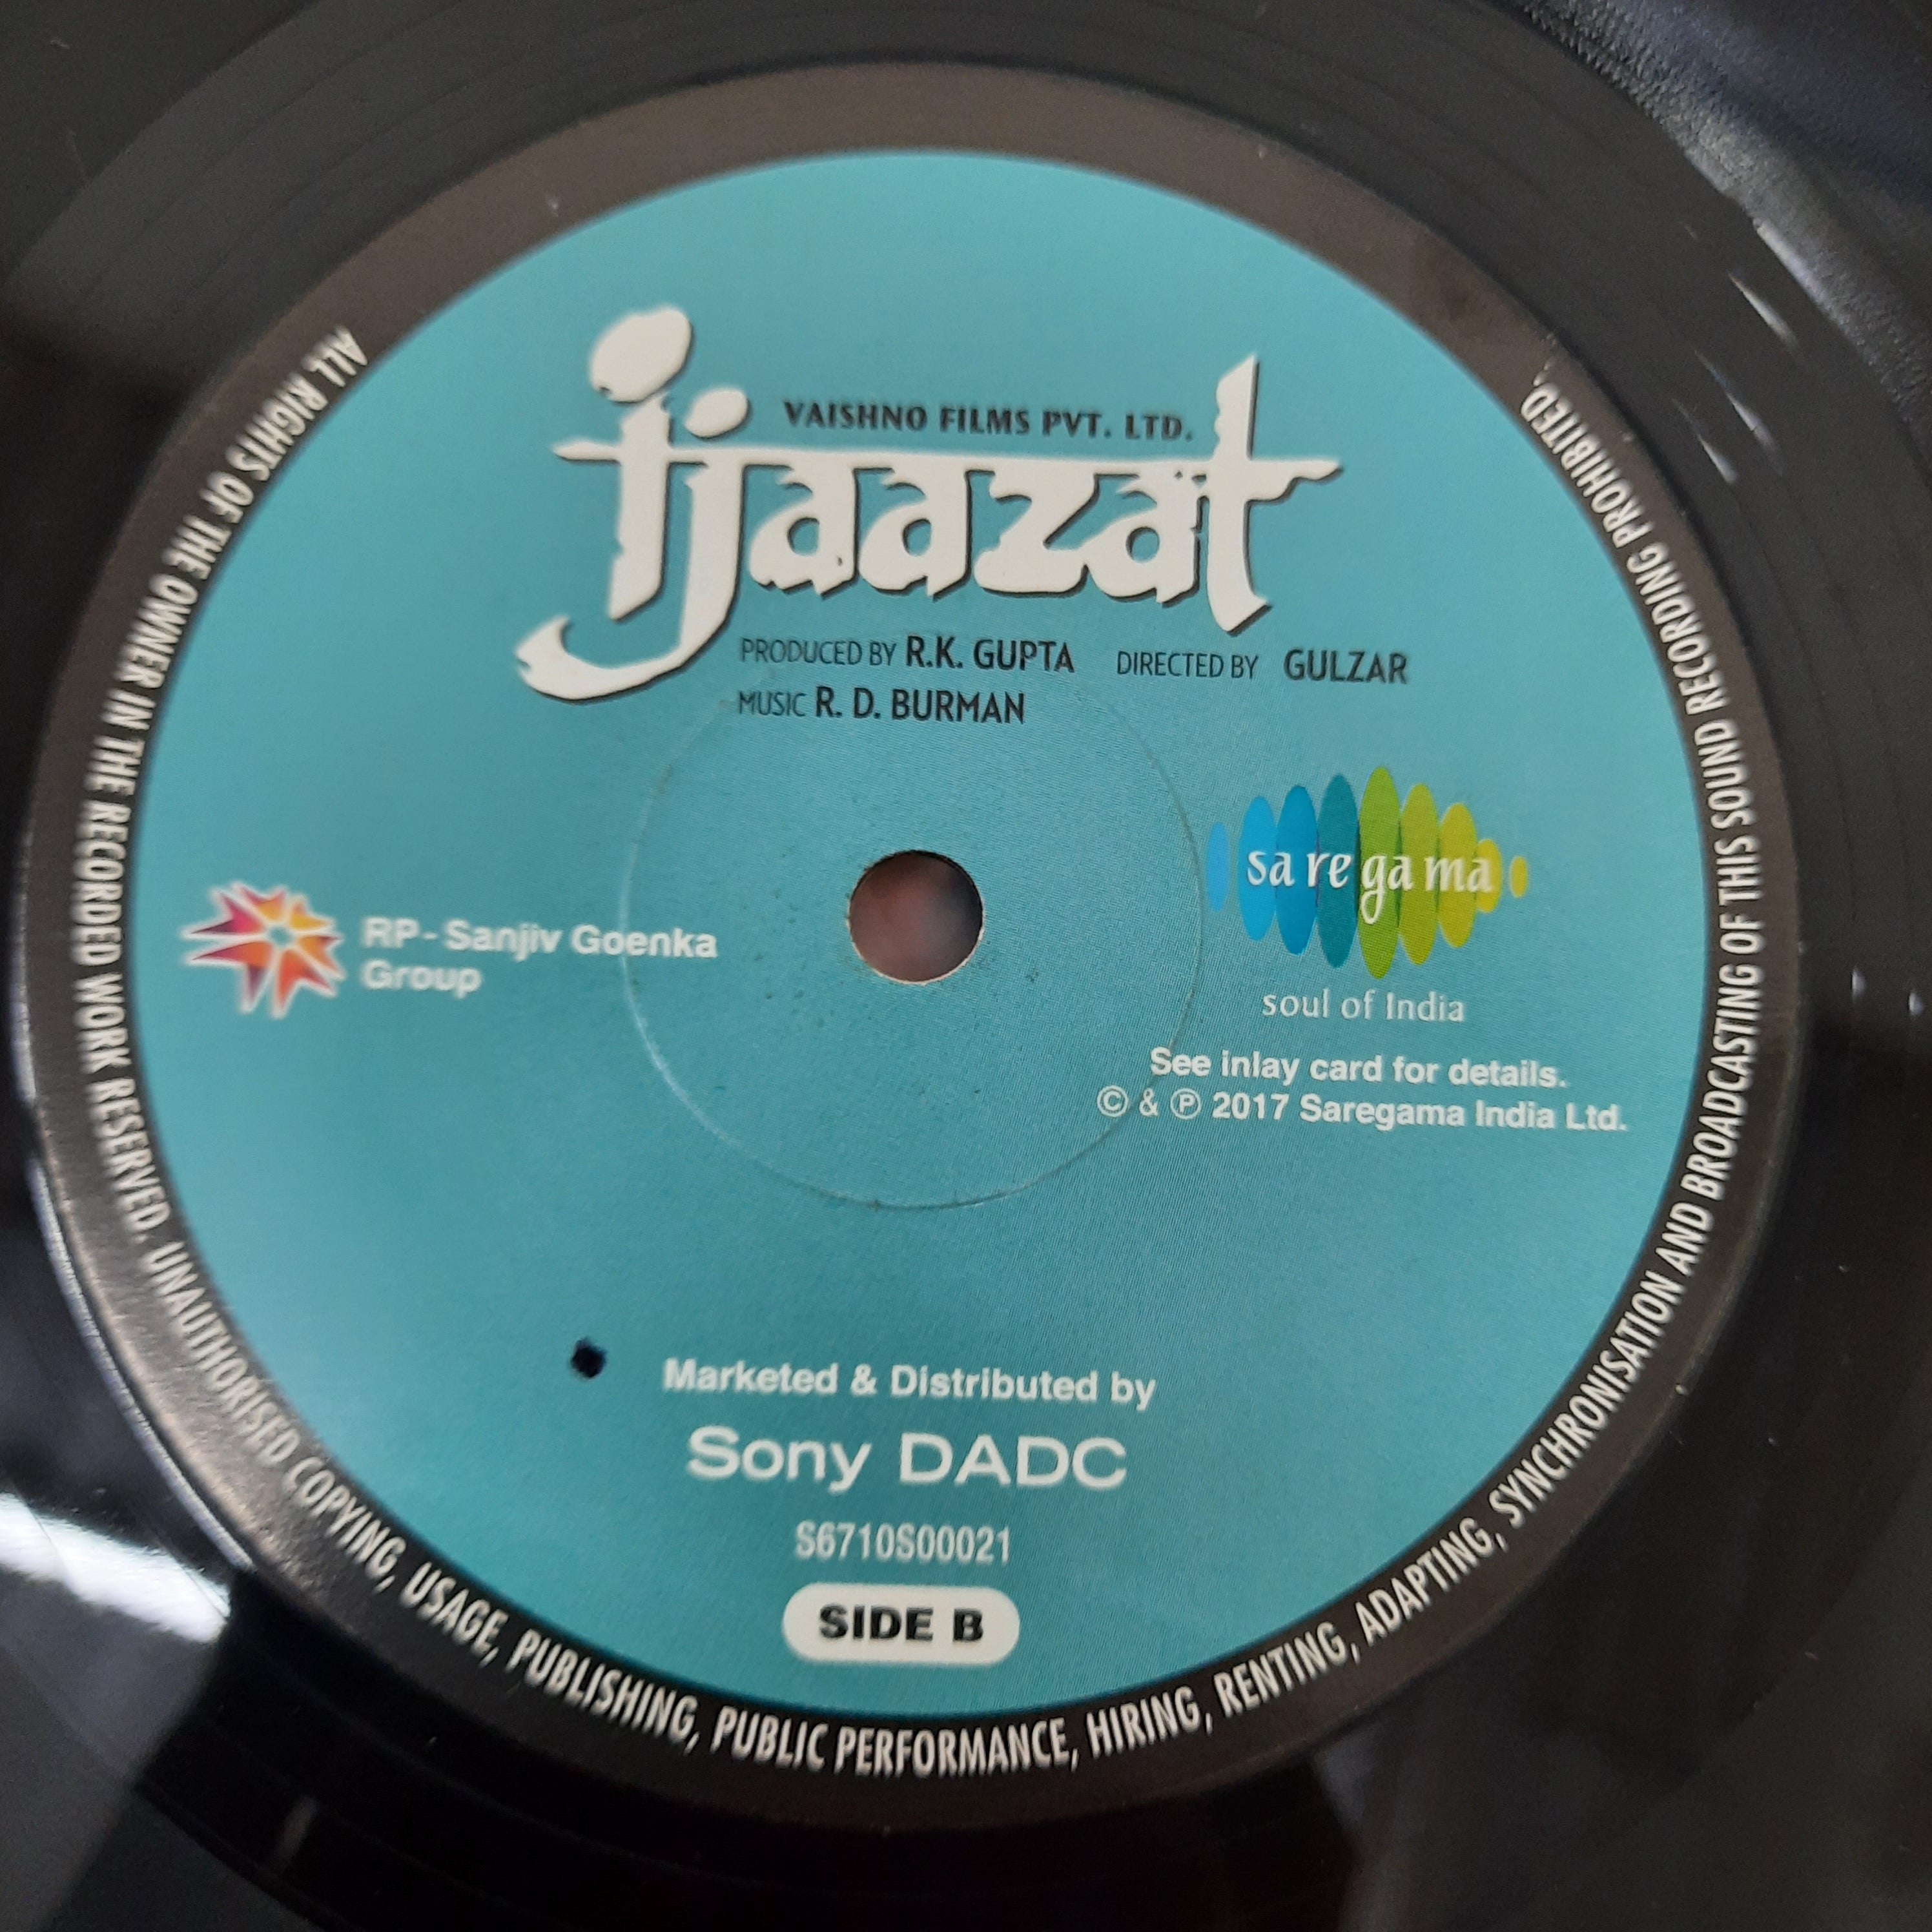 VAISHNO FILMS PVT. LTD.
ijaazat
PRODUCED BY R.K. GUPTA DIRECTED BY GULZAR
MUSIC R. D. BURMAN
sa re ga ma
soul of India
RP-Sanjiv Goenka
Group
See inlay card for details.
© & ℗ 2017 Saregama India Ltd.
Marketed & Distributed by
Sony DADC
S6710S00021
SIDE B
ALL RIGHTS OF THE OWNER IN THE RECORDED WORK RESERVED. UNAUTHORISED COPYING, USAGE, PUBLISHING, PUBLIC PERFORMANCE, HIRING, RENTING, ADAPTING, SYNCHRONISATION AND BROADCASTING OF THIS SOUND RECORDING PROHIBITED.